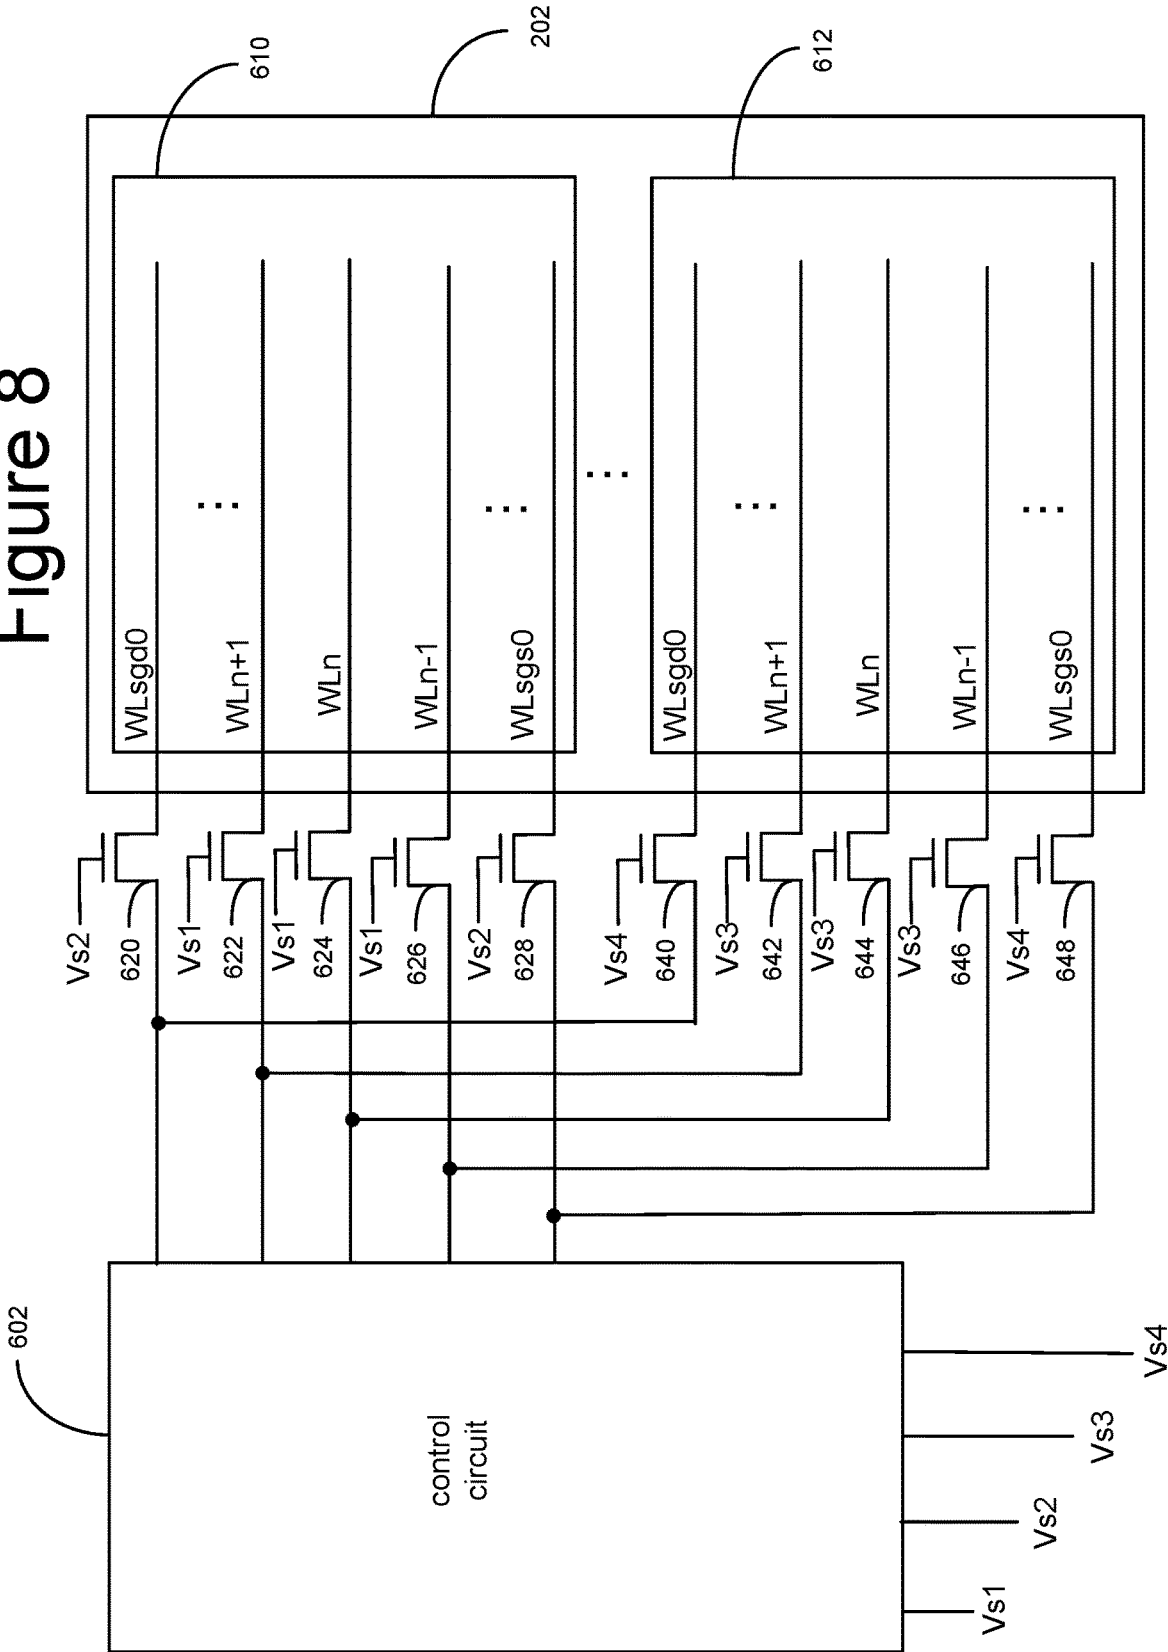 Figure 8
610
202
612
WLsgd0
...
WLn+1
WLn
WLn-1
...
WLsgs0
...
WLsgd0
...
WLn+1
WLn
WLn-1
...
WLsgs0
Vs2
620
Vs1
622
Vs1
624
Vs1
626
Vs2
628
Vs4
640
Vs3
642
Vs3
644
Vs3
646
Vs4
648
602
control
circuit
Vs1
Vs2
Vs3
Vs4